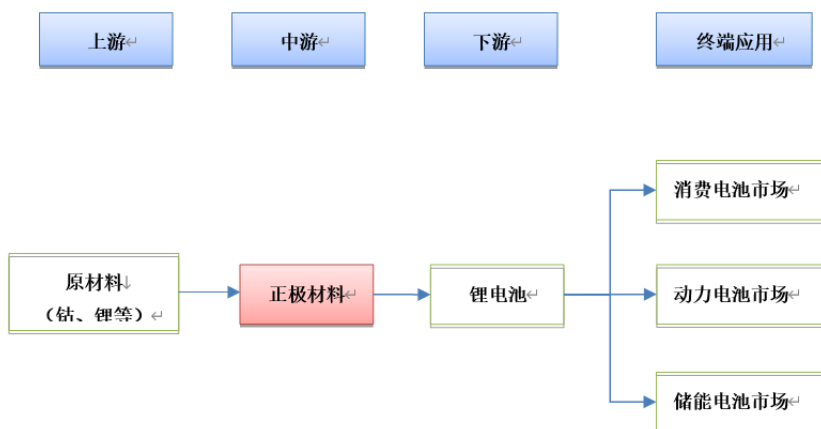 上游
中游
下游
终端应用
消费电池市场
原材料
（钴、锂等）
正极材料
锂电池
动力电池市场
储能电池市场